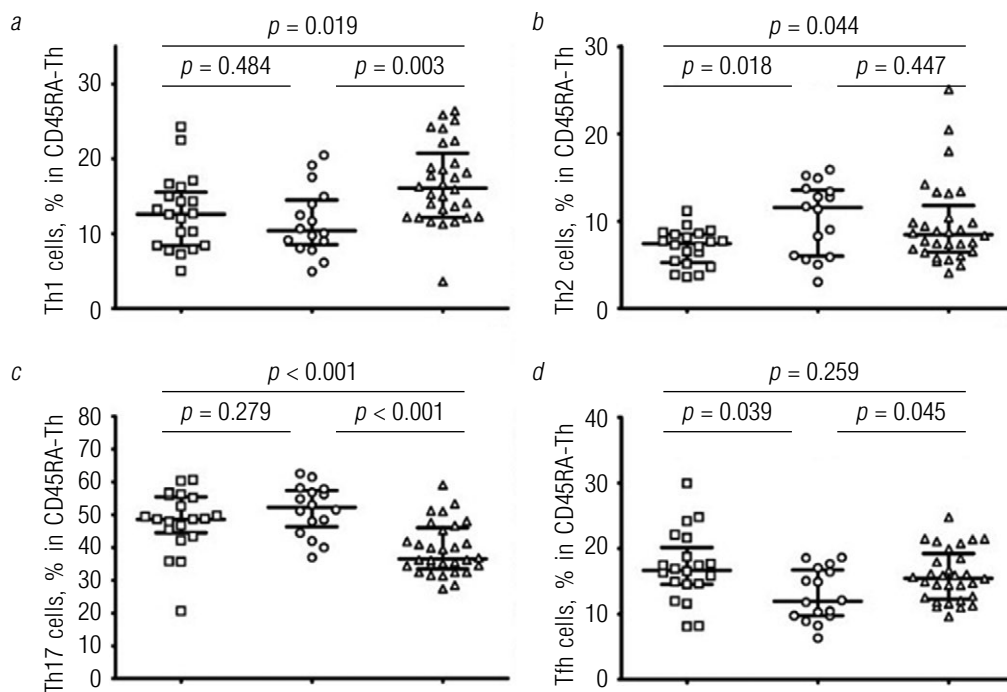 a
p = 0.019
p = 0.484
p = 0.003
Th1 cells, % in CD45RA–Th
30
20
10
0
b
p = 0.044
p = 0.018
p = 0.447
Th2 cells, % in CD45RA–Th
30
20
10
0
c
p < 0.001
p = 0.279
p < 0.001
Th17 cells, % in CD45RA–Th
80
70
60
50
40
30
20
10
0
d
p = 0.259
p = 0.039
p = 0.045
Tfh cells, % in CD45RA–Th
40
30
20
10
0